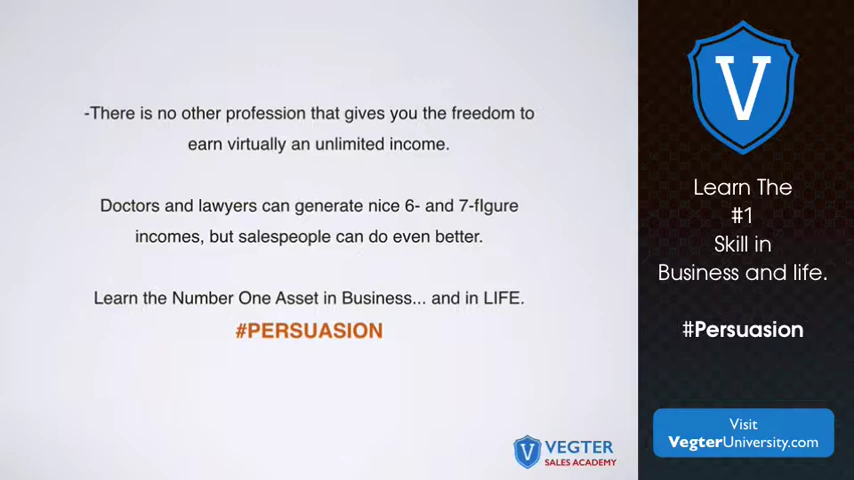 -There is no other profession that gives you the freedom to
earn virtually an unlimited income.
Doctors and lawyers can generate nice 6- and 7-fIgure
incomes, but salespeople can do even better.
Learn the Number One Asset in Business... and in LIFE.
#PERSUASION
V
VEGTER
SALES ACADEMY
V
Learn The
#1
Skill in
Business and life.
#Persuasion
Visit
VegterUniversity.com